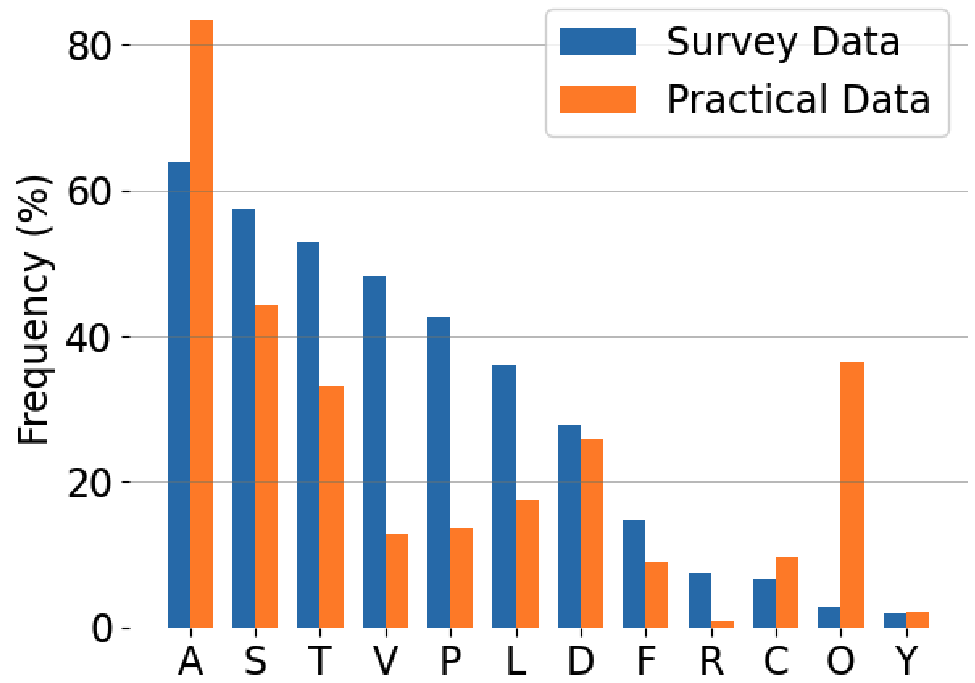 Survey Data
Practical Data
Frequency (%)
80
60
40
20
0
A S T V P L D F R C O Y